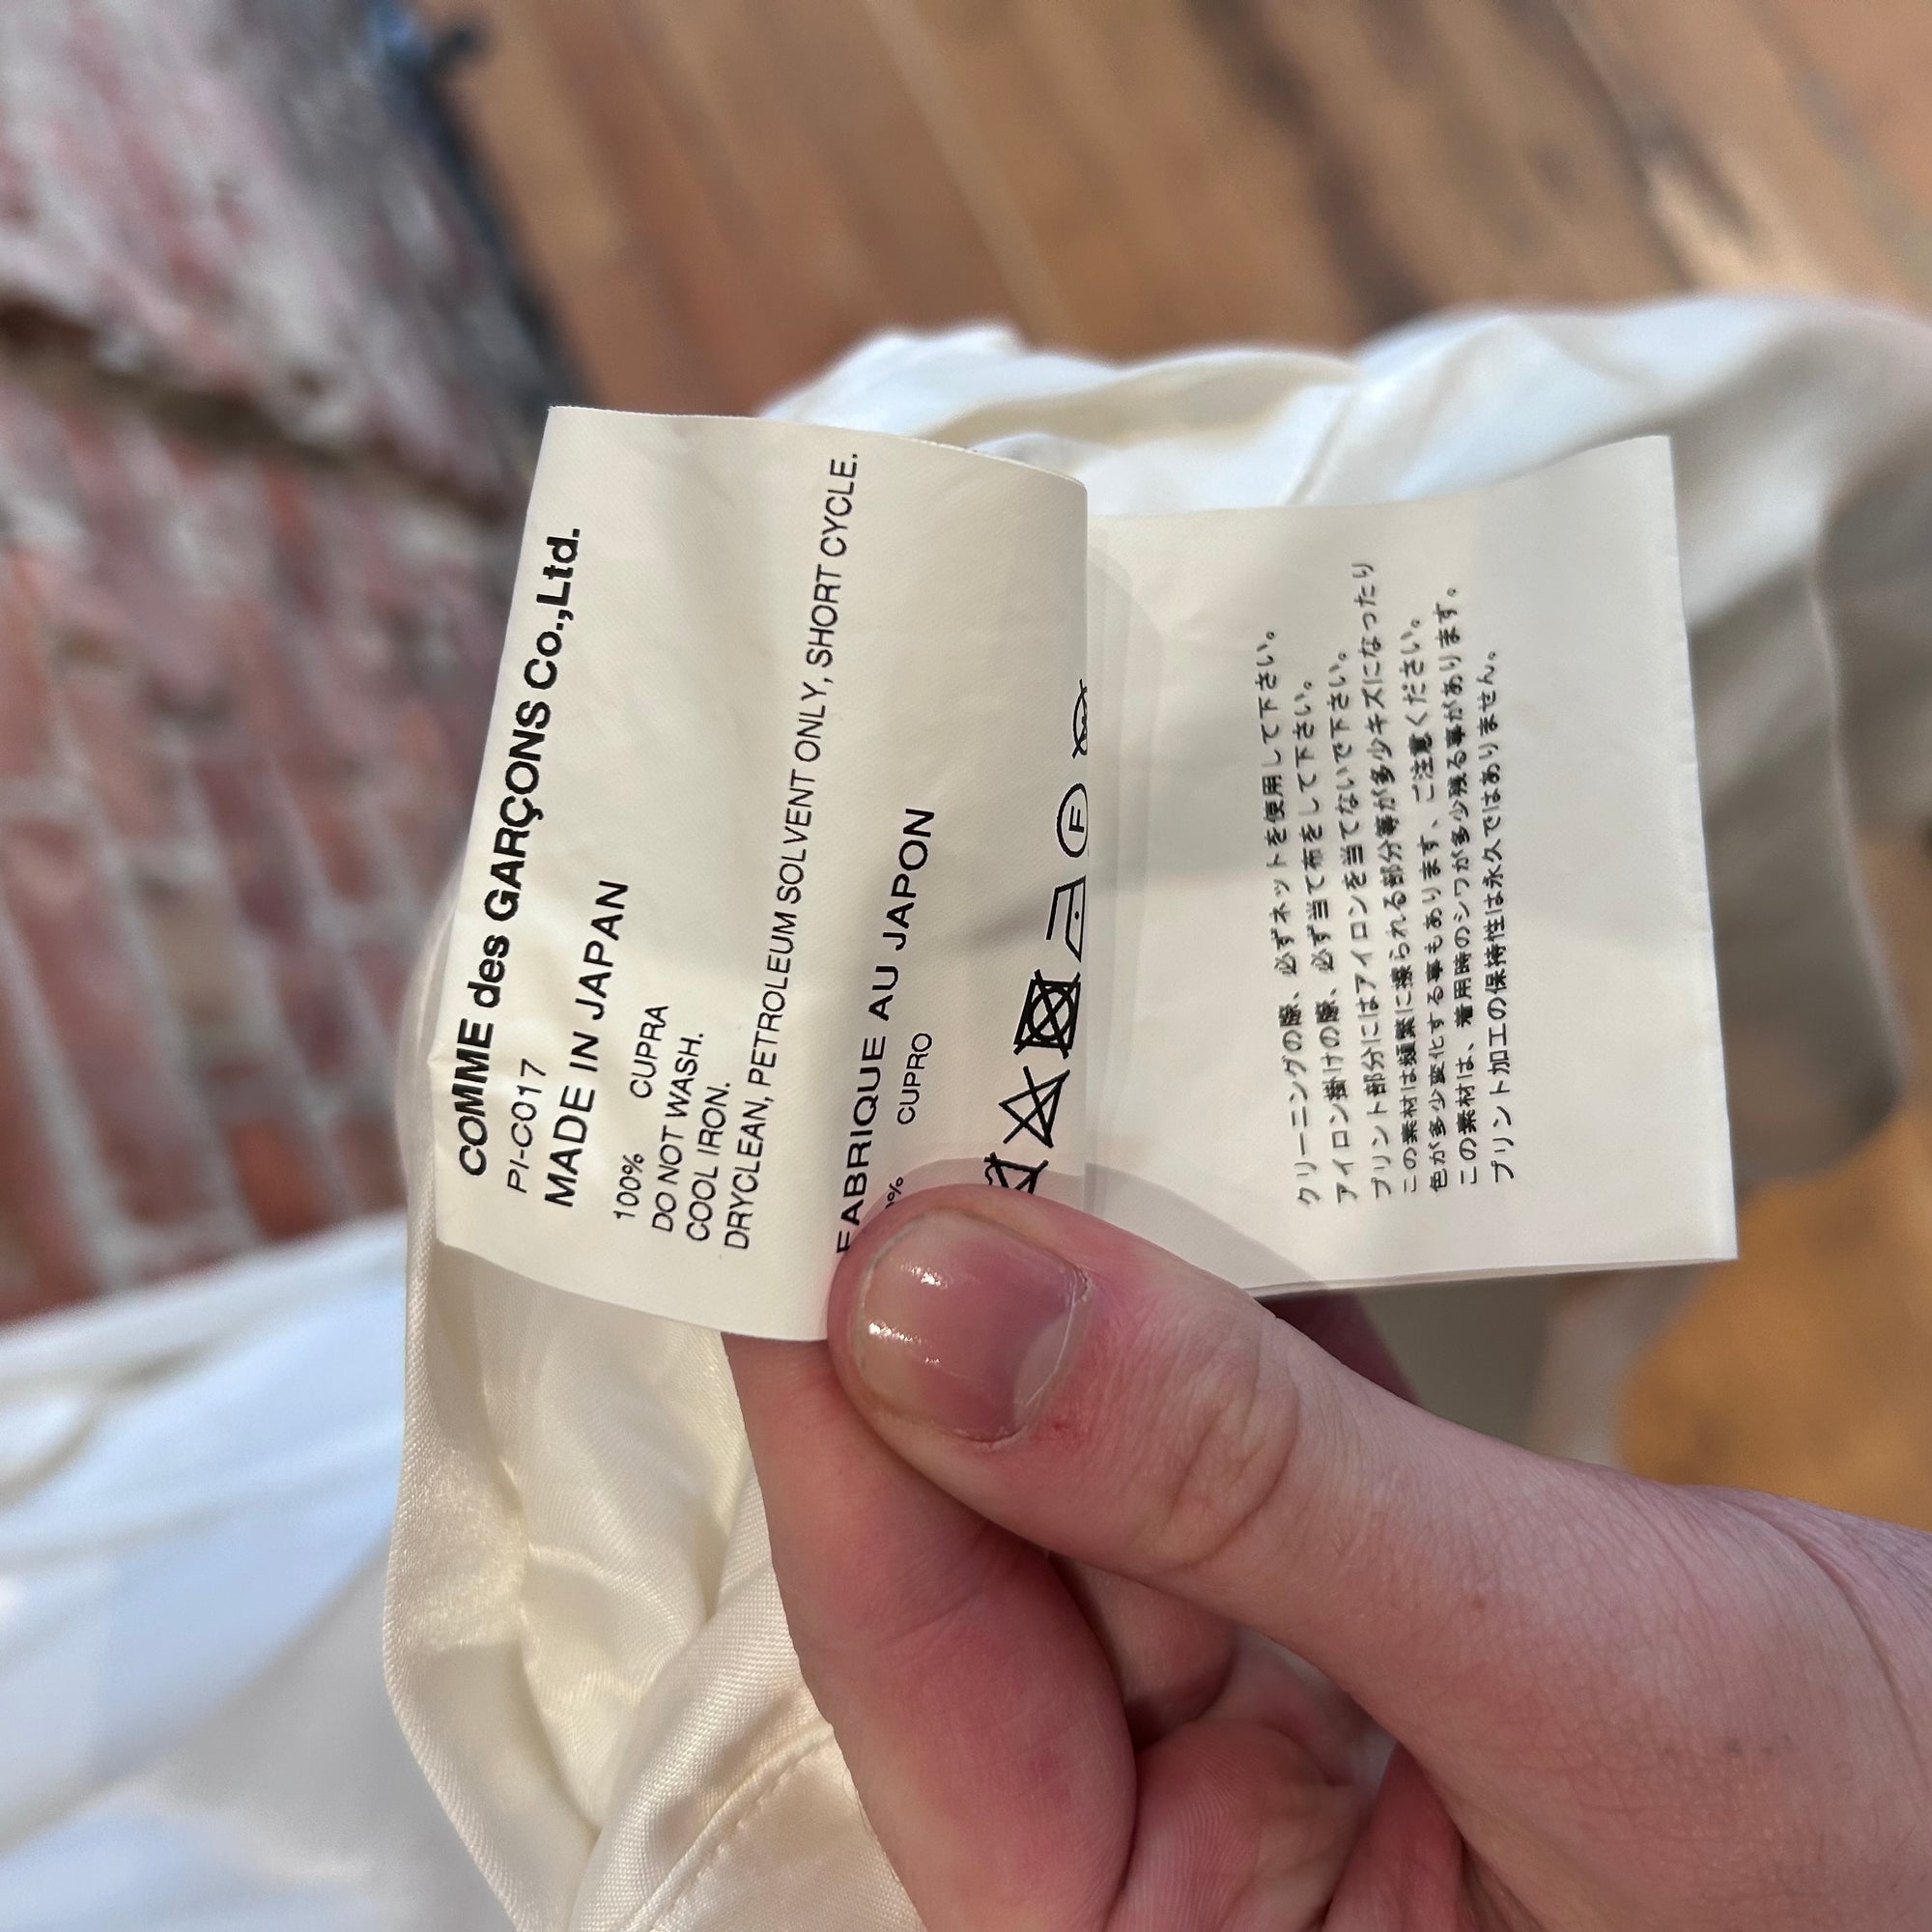 COMME des GARÇONS Co.,Ltd.
PI-C017
MADE IN JAPAN
100% CUPRA
DO NOT WASH.
COOL IRON.
DRYCLEAN, PETROLEUM SOLVENT ONLY, SHORT CYCLE.
FABRIQUE AU JAPON
% CUPRO
F
クリーニングの際、必ずネットを使用して下さい。
アイロン掛けの際、必ず当て布をして下さい。
プリント部分にはアイロンを当てないで下さい。
この素材は頻繁に擦られる部分等が多少キズになったり
色が多少変化する事もあります、ご注意ください。
この素材は、着用時のシワが多少残る事があります。
プリント加工の保持性は永久ではありません。